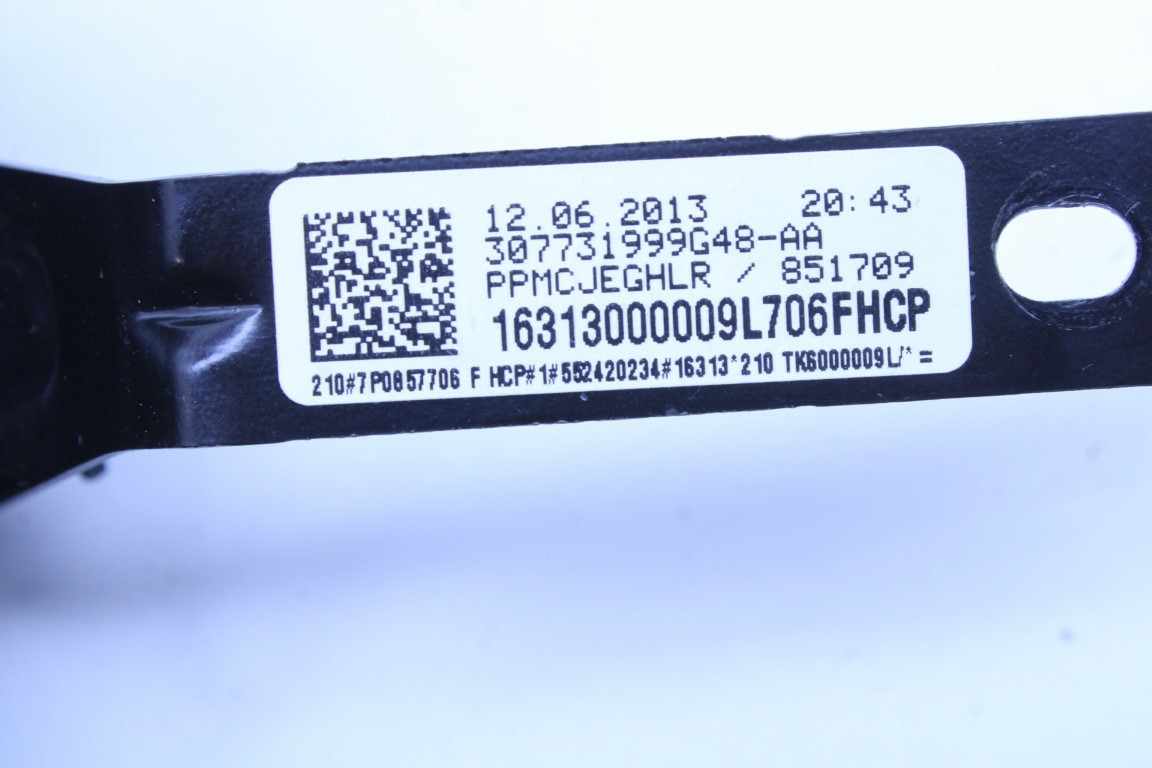 12.06.2013 20:43
307731999G48-AA
PPMCJEGHLR / 851709
16313000009L706FHCP
210#7P0857706 F HCP#1#552420234#16313*210 TK6000009L/* =